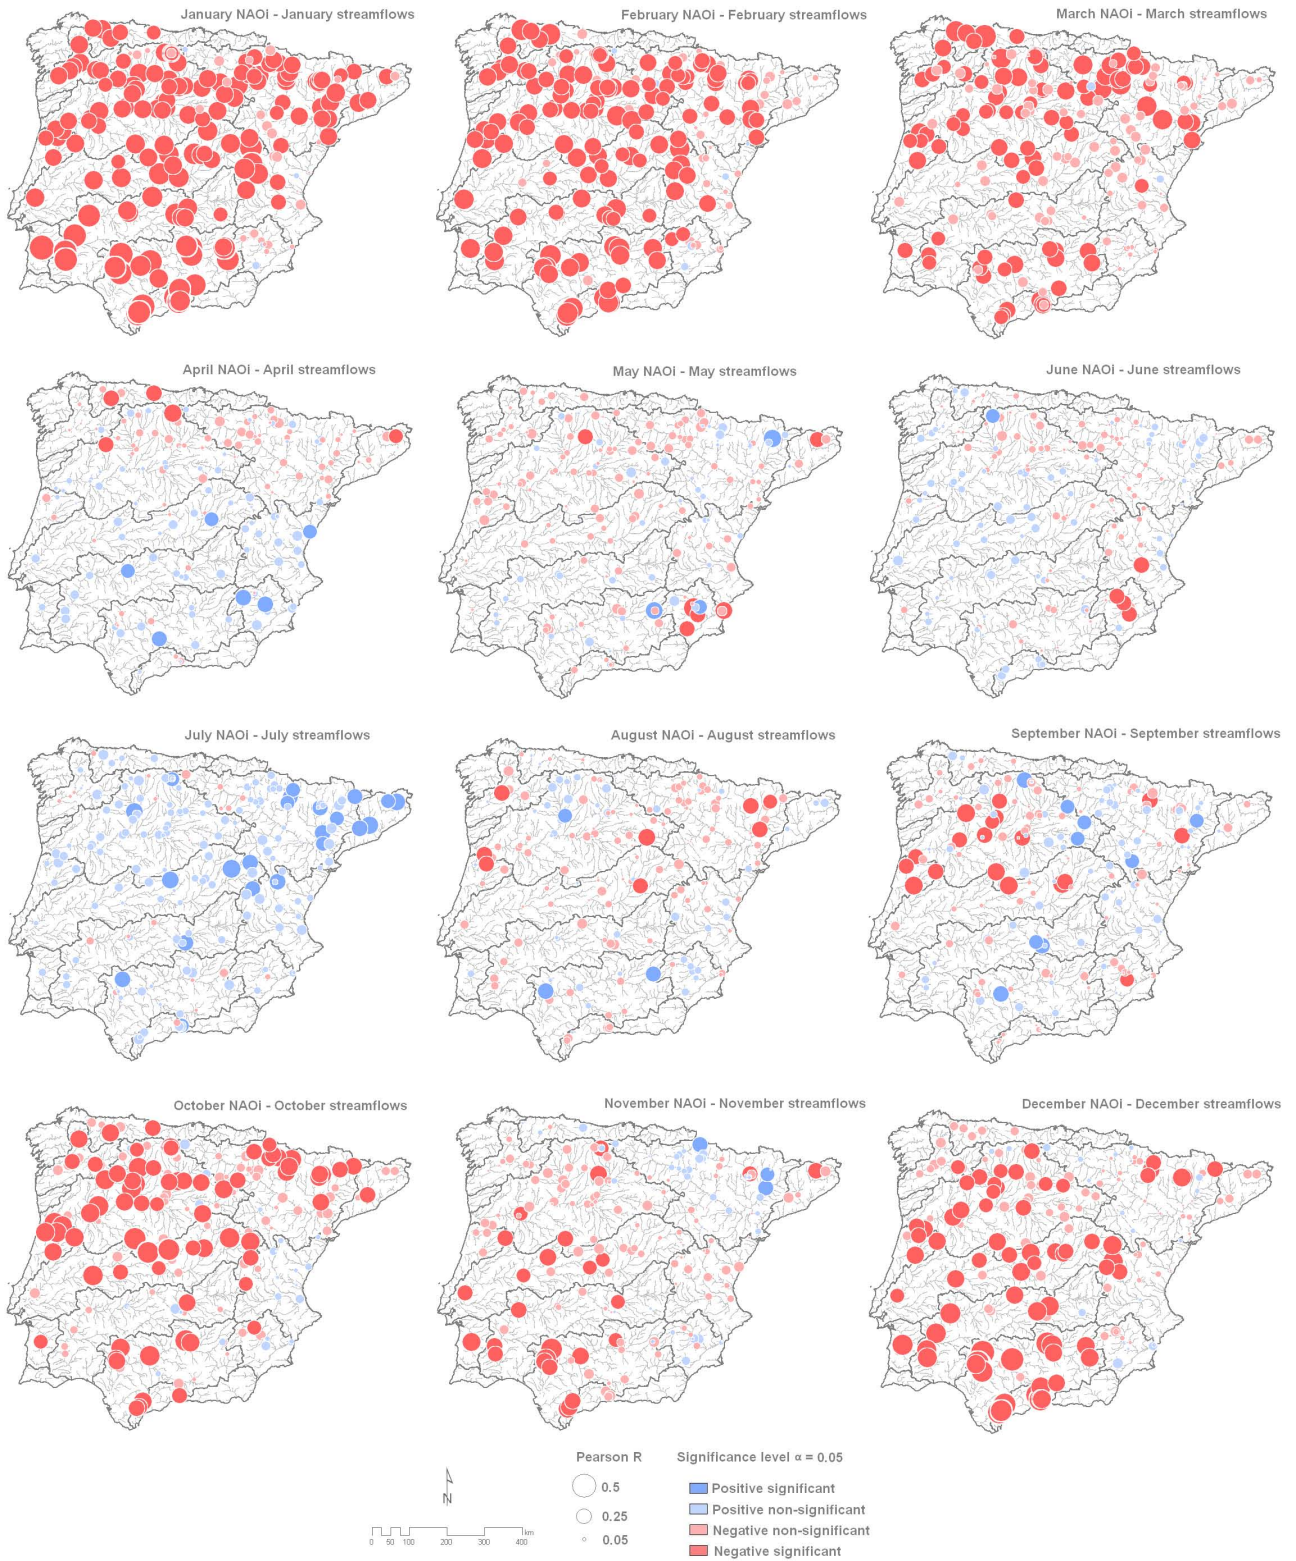 January NAOi - January streamflows
February NAOi - February streamflows
March NAOi - March streamflows
April NAOi - April streamflows
May NAOi - May streamflows
June NAOi - June streamflows
July NAOi - July streamflows
August NAOi - August streamflows
September NAOi - September streamflows
October NAOi - October streamflows
November NAOi - November streamflows
December NAOi - December streamflows
N
0 50 100 200 300 400 km
Pearson R
0.5
0.25
0.05
Significance level α = 0.05
Positive significant
Positive non-significant
Negative non-significant
Negative significant